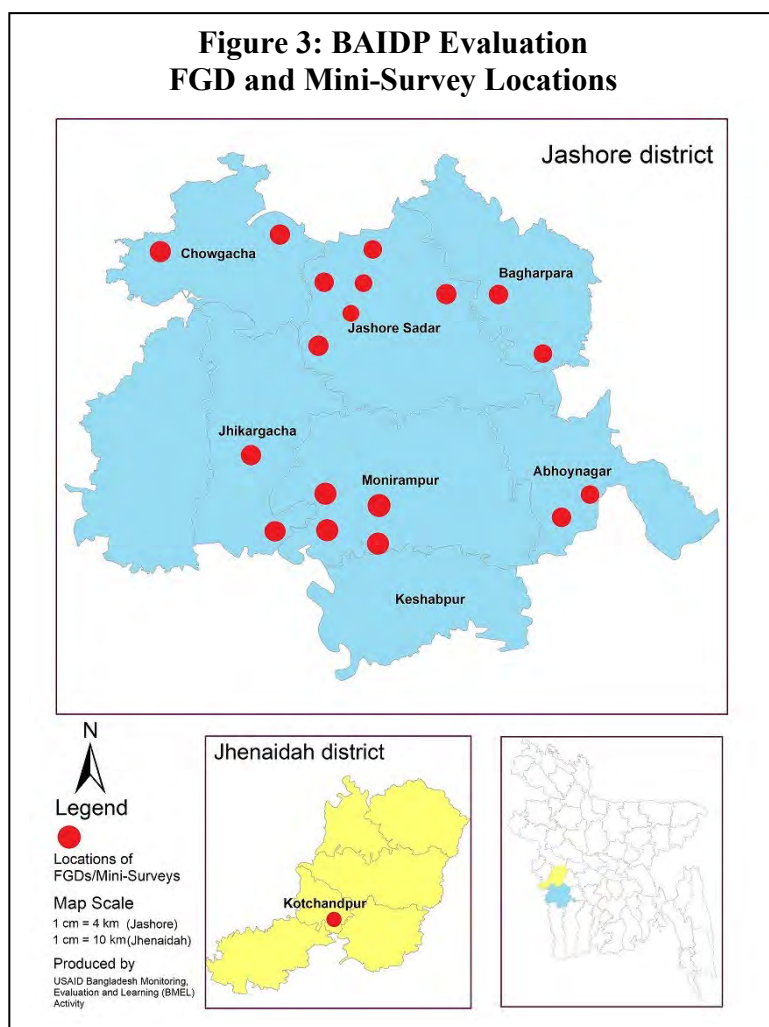 Figure 3: BAIDP Evaluation
FGD and Mini-Survey Locations
Jashore district
Chowgacha
Bagharpara
Jashore Sadar
Jhikargacha
Monirampur
Abhoynagar
Keshabpur
N
Legend
Locations of
FGDs/Mini-Surveys
Map Scale
1 cm = 4 km (Jashore)
1 cm = 10 km (Jhenaidah)
Produced by
USAID Bangladesh Monitoring,
Evaluation and Learning (BMEL)
Activity
Jhenaidah district
Kotchandpur